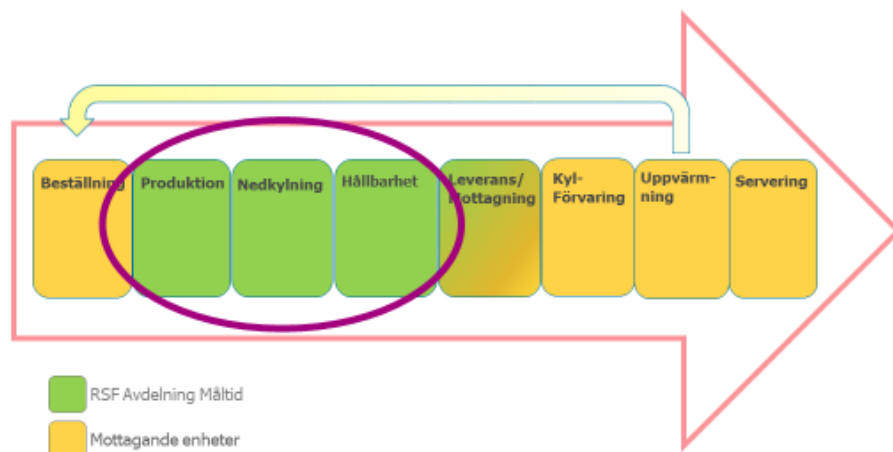 Beställning
Produktion
Nedkylning
Hållbarhet
Leverans/
Mottagning
Kyl-
Förvaring
Uppvärm-
ning
Servering
RSF Avdelning Måltid
Mottagande enheter